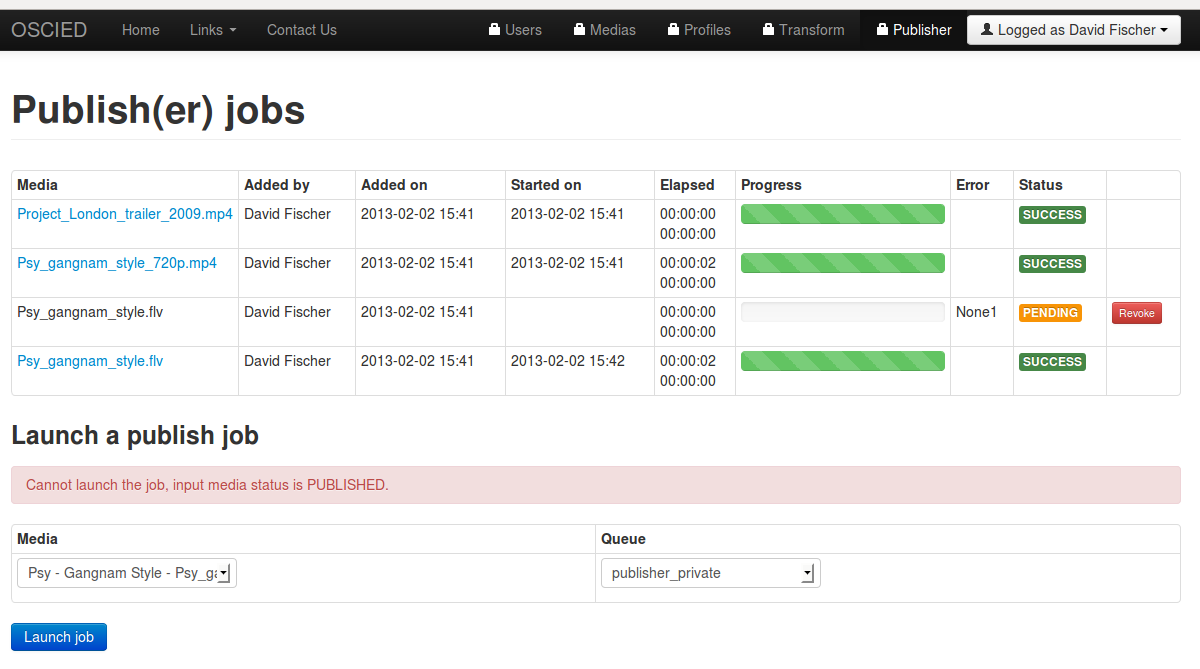 OSCIED Home Links Contact Us Users Medias Profiles Transform Publisher Logged as David Fischer
Publish(er) jobs
Media Added by Added on Started on Elapsed Progress Error Status
Project_London_trailer_2009.mp4 David Fischer 2013-02-02 15:41 2013-02-02 15:41 00:00:00 SUCCESS
00:00:00
Psy_gangnam_style_720p.mp4 David Fischer 2013-02-02 15:41 2013-02-02 15:41 00:00:02 SUCCESS
00:00:00
Psy_gangnam_style.flv David Fischer 2013-02-02 15:41 00:00:00 None1 PENDING Revoke
00:00:00
Psy_gangnam_style.flv David Fischer 2013-02-02 15:41 2013-02-02 15:42 00:00:02 SUCCESS
00:00:00
Launch a publish job
Cannot launch the job, input media status is PUBLISHED.
Media Queue
Psy - Gangnam Style - Psy_ga publisher_private
Launch job